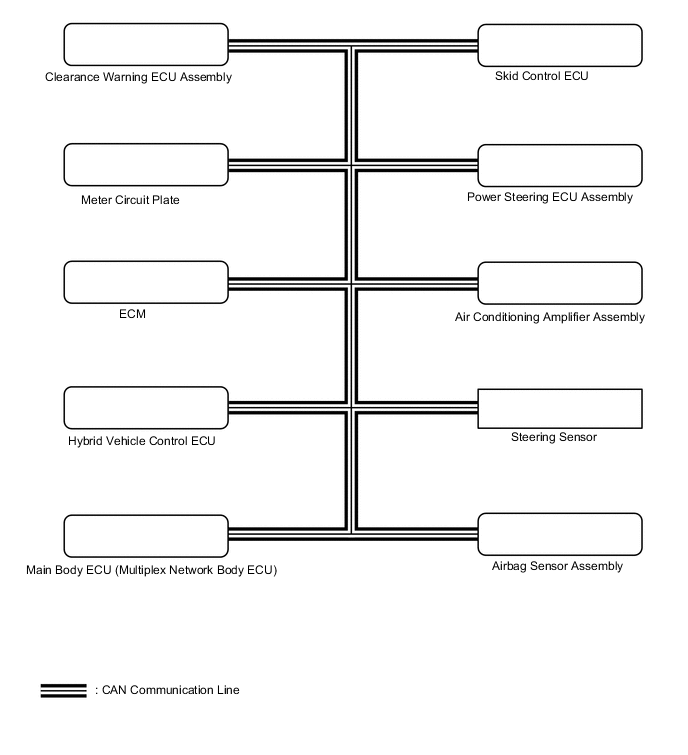 Clearance Warning ECU Assembly
Skid Control ECU
Meter Circuit Plate
Power Steering ECU Assembly
ECM
Air Conditioning Amplifier Assembly
Hybrid Vehicle Control ECU
Steering Sensor
Main Body ECU (Multiplex Network Body ECU)
Airbag Sensor Assembly
: CAN Communication Line